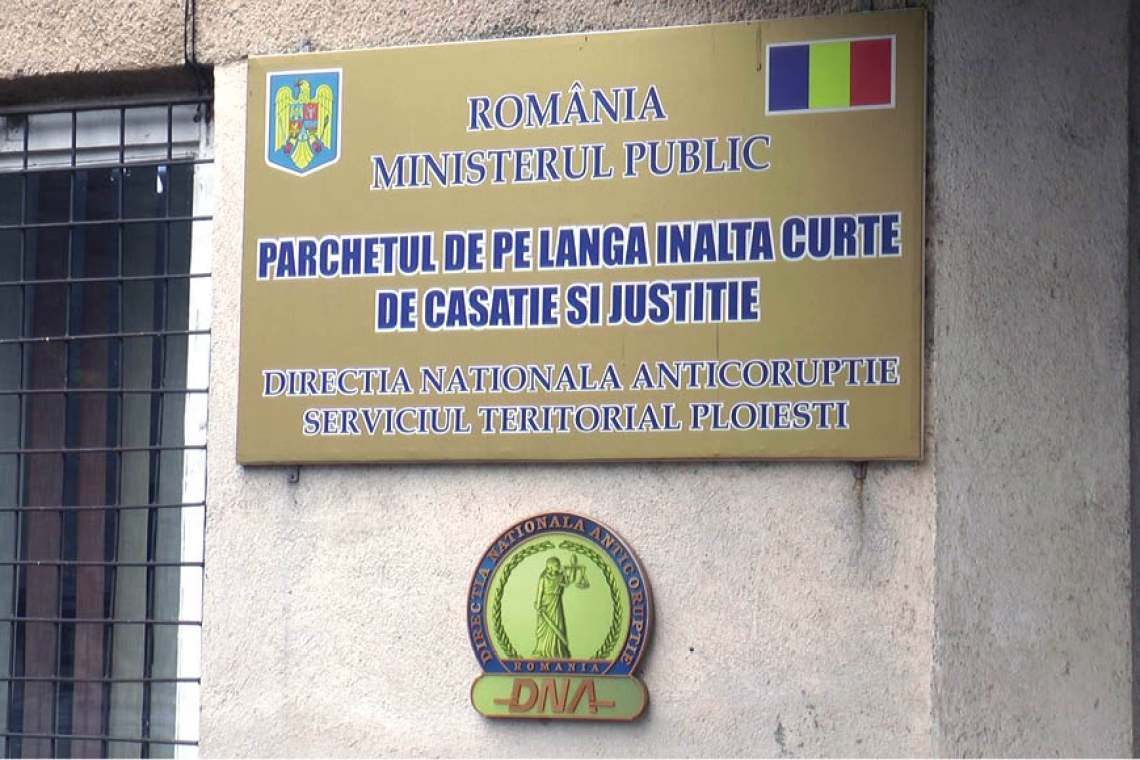 ROMÂNIA
MINISTERUL PUBLIC
PARCHETUL DE PE LANGA INALTA CURTE
DE CASATIE SI JUSTITIE
DIRECTIA NATIONALA ANTICORUPTIE
SERVICIUL TERITORIAL PLOIESTI
DIRECTIA NATIONALA ANTICORUPTIE
ROMANIA
DNA